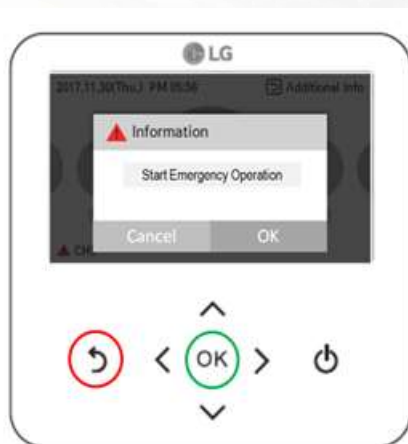 LG
2017.11.30(Thu.) PM 05:56 Additional Info
Information
Start Emergency Operation
Cancel OK
OK